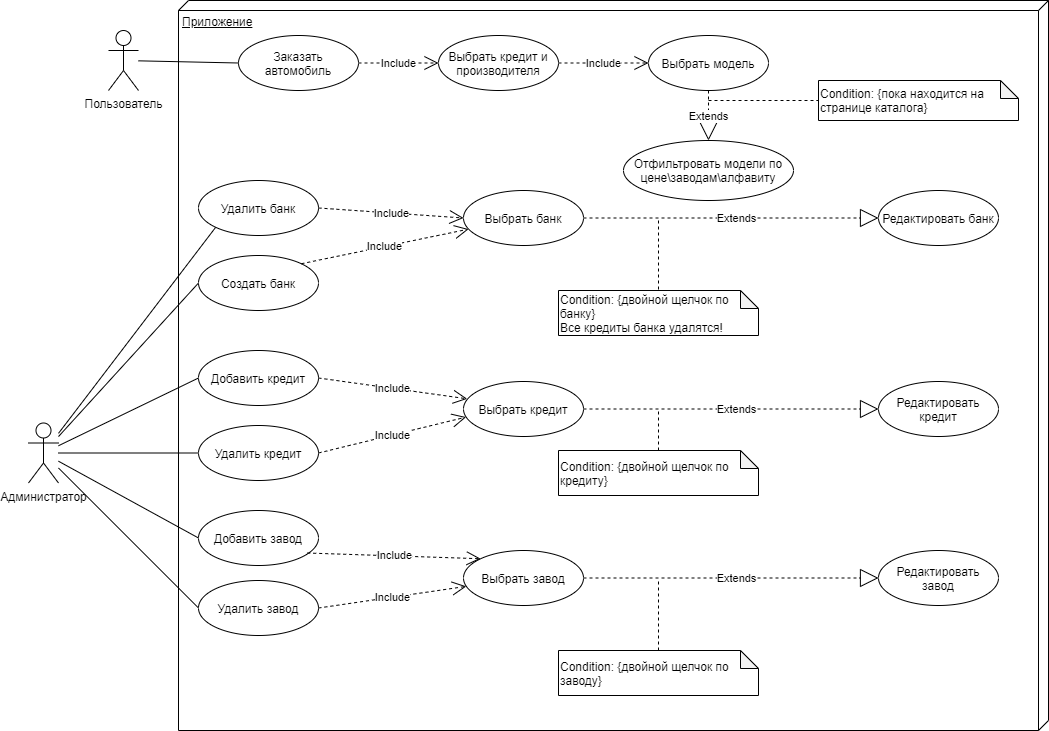 Приложение
Заказать
автомобиль
Include
Выбрать кредит и
производителя
Include
Выбрать модель
Пользователь
Condition: {пока находится на
странице каталога}
Extends
Отфильтровать модели по
цене\заводам\алфавиту
Удалить банк
Include
Выбрать банк
Extends
Редактировать банк
Include
Создать банк
Condition: {двойной щелчок по
банку}
Все кредиты банка удалятся!
Добавить кредит
Include
Выбрать кредит
Extends
Редактировать
кредит
Include
Удалить кредит
Condition: {двойной щелчок по
кредиту}
Администратор
Добавить завод
Include
Выбрать завод
Extends
Редактировать
завод
Include
Удалить завод
Condition: {двойной щелчок по
заводу}